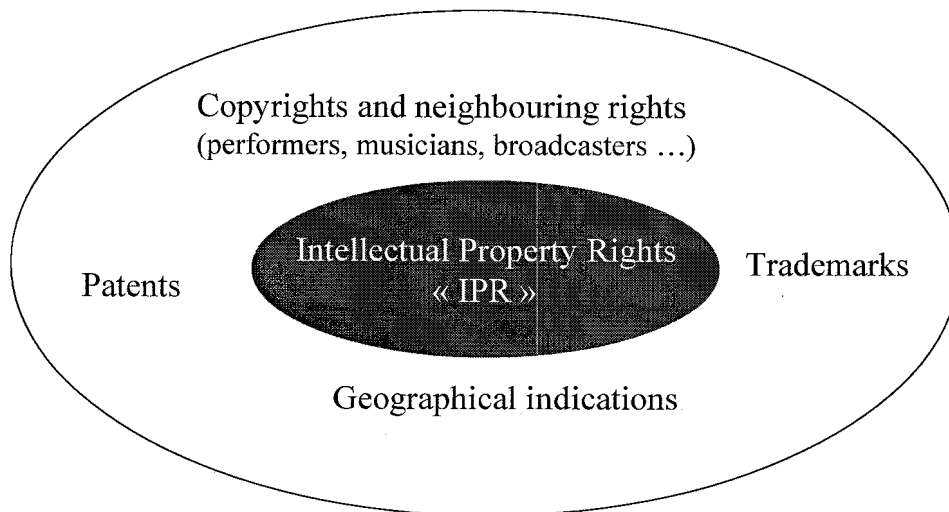 Copyrights and neighbouring rights
(performers, musicians, broadcasters ...)
Intellectual Property Rights
« IPR »
Patents
Trademarks
Geographical indications